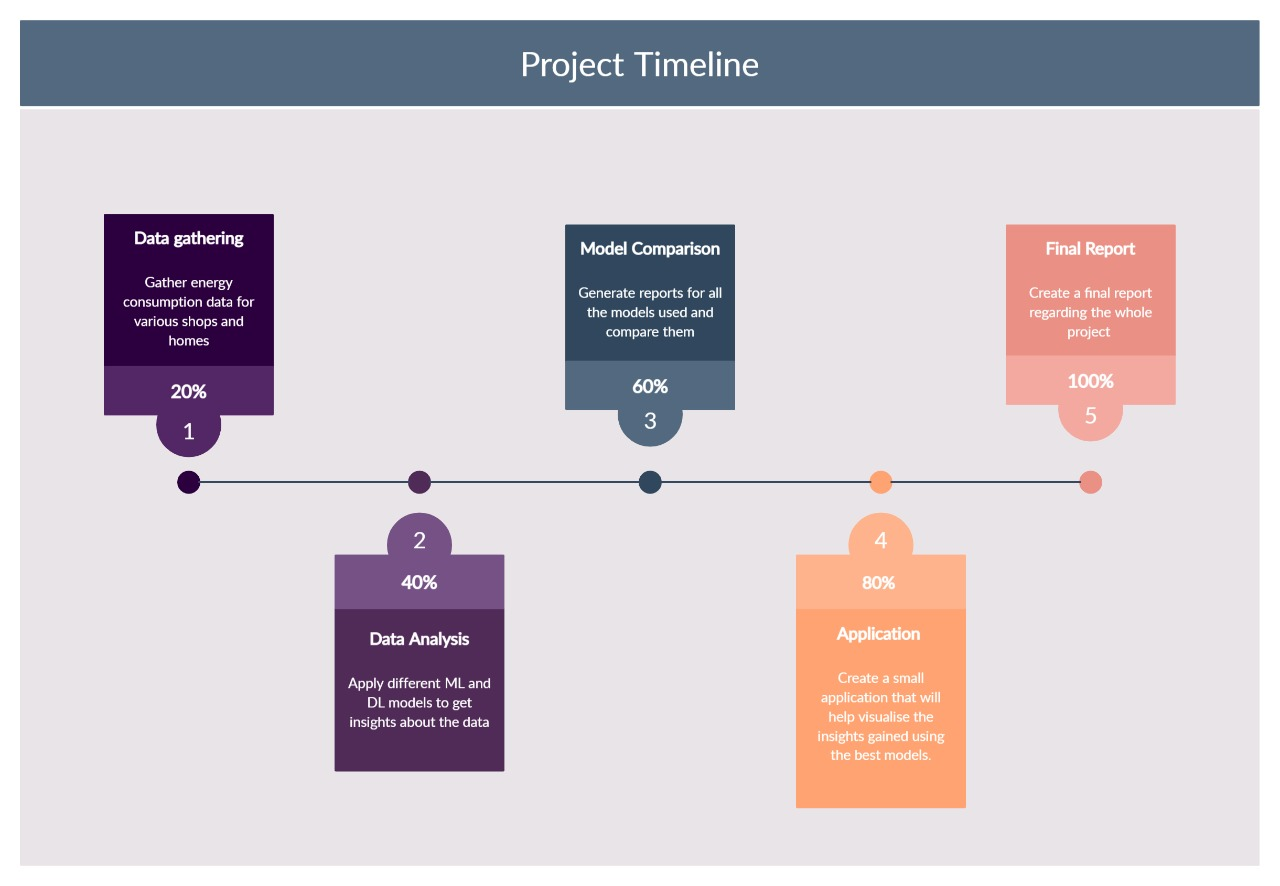 Project Timeline
Data gathering
Gather energy
consumption data for
various shops and
homes
20%
1
2
40%
Data Analysis
Apply different ML and
DL models to get
insights about the data
Model Comparison
Generate reports for all
the models used and
compare them
60%
3
4
80%
Application
Create a small
application that will
help visualise the
insights gained using
the best models.
Final Report
Create a final report
regarding the whole
project
100%
5